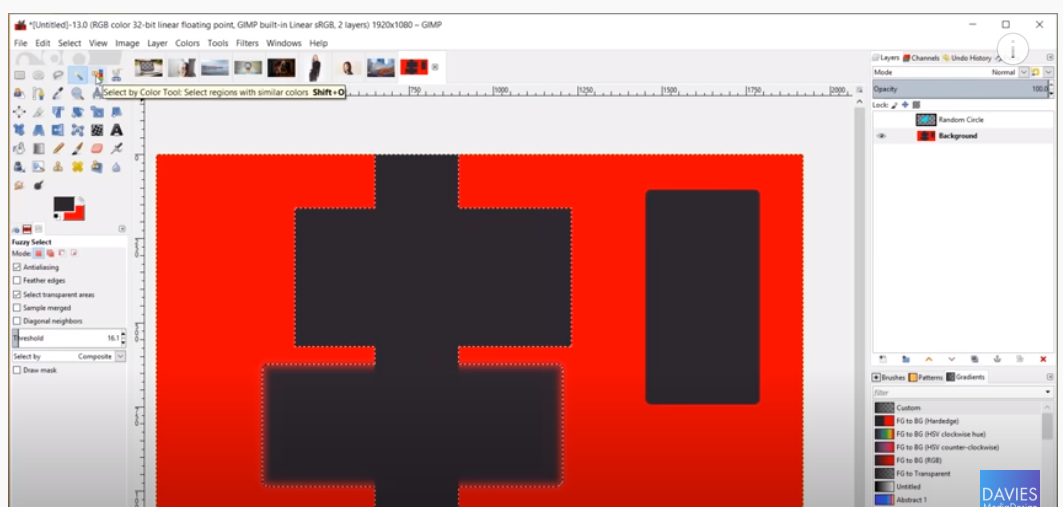 *[Untitled]-13.0 (RGB color 32-bit linear floating point, GIMP built-in Linear sRGB, 2 layers) 1920x1080 – GIMP
File Edit Select View Image Layer Colors Tools Filters Windows Help
Layers Channels Undo History
Mode Normal
Select by Color Tool: Select regions with similar colors Shift+O
Opacity 100.0
Lock:
750 1000 1250 1500 1750 2000
Random Circle
Background
Fuzzy Select
Mode:
Antialiasing
Feather edges
Select transparent areas
Sample merged
Diagonal neighbors
Threshold 16.1
Select by Composite
Draw mask
Brushes Patterns Gradients
filter
Custom
FG to BG (Hardedge)
FG to BG (HSV clockwise hue)
FG to BG (HSV counter-clockwise)
FG to BG (RGB)
FG to Transparent
Untitled
Abstract 1
DAVIES